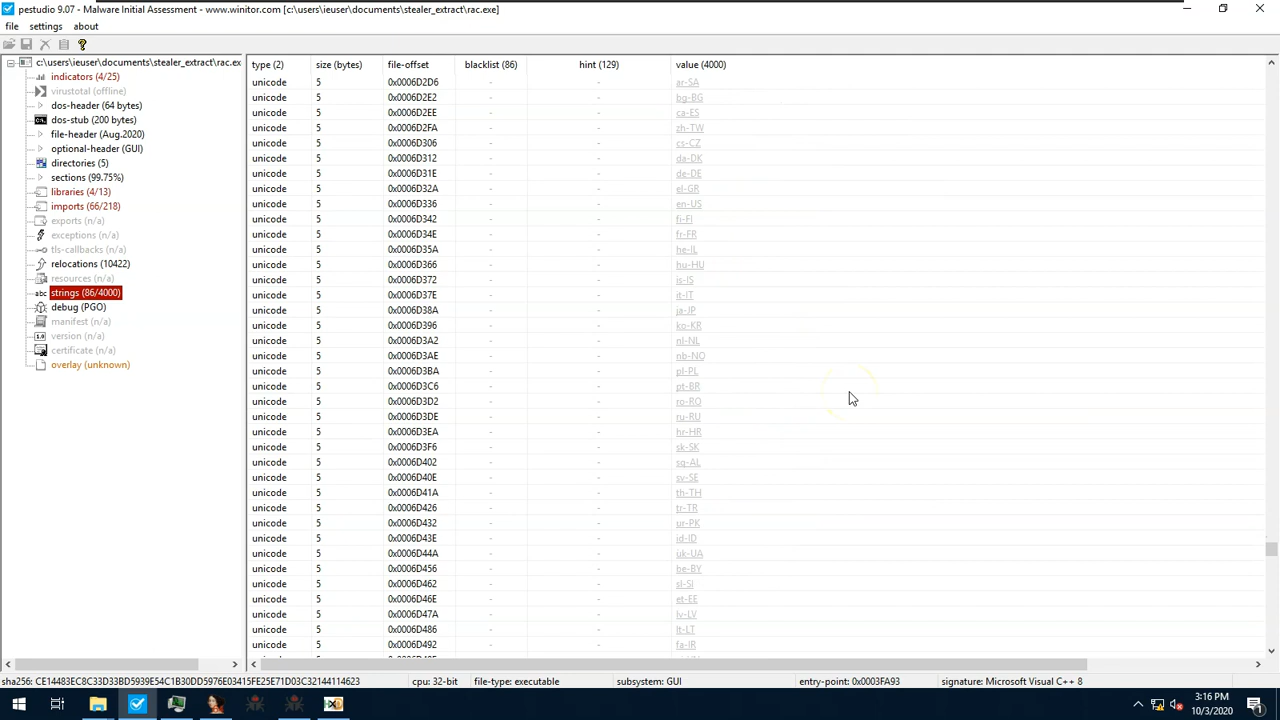 pestudio 9.07 - Malware Initial Assessment - www.winitor.com [c:\users\ieuser\documents\stealer_extract\rac.exe]
file settings about
c:\users\ieuser\documents\stealer_extract\rac.ex
indicators (4/25)
virustotal (offline)
dos-header (64 bytes)
dos-stub (200 bytes)
file-header (Aug.2020)
optional-header (GUI)
directories (5)
sections (99.75%)
libraries (4/13)
imports (66/218)
exports (n/a)
exceptions (n/a)
tls-callbacks (n/a)
relocations (10422)
resources (n/a)
abc strings (86/4000)
debug (PGO)
manifest (n/a)
1.0 version (n/a)
certificate (n/a)
overlay (unknown)
type (2) size (bytes) file-offset blacklist (86) hint (129) value (4000)
unicode 5 0x0006D2D6 - - ar-SA
unicode 5 0x0006D2E2 - - bg-BG
unicode 5 0x0006D2EE - - ca-ES
unicode 5 0x0006D2FA - - zh-TW
unicode 5 0x0006D306 - - cs-CZ
unicode 5 0x0006D312 - - da-DK
unicode 5 0x0006D31E - - de-DE
unicode 5 0x0006D32A - - el-GR
unicode 5 0x0006D336 - - en-US
unicode 5 0x0006D342 - - fi-FI
unicode 5 0x0006D34E - - fr-FR
unicode 5 0x0006D35A - - he-IL
unicode 5 0x0006D366 - - hu-HU
unicode 5 0x0006D372 - - is-IS
unicode 5 0x0006D37E - - it-IT
unicode 5 0x0006D38A - - ja-JP
unicode 5 0x0006D396 - - ko-KR
unicode 5 0x0006D3A2 - - nl-NL
unicode 5 0x0006D3AE - - nb-NO
unicode 5 0x0006D3BA - - pl-PL
unicode 5 0x0006D3C6 - - pt-BR
unicode 5 0x0006D3D2 - - ro-RO
unicode 5 0x0006D3DE - - ru-RU
unicode 5 0x0006D3EA - - hr-HR
unicode 5 0x0006D3F6 - - sk-SK
unicode 5 0x0006D402 - - sq-AL
unicode 5 0x0006D40E - - sv-SE
unicode 5 0x0006D41A - - th-TH
unicode 5 0x0006D426 - - tr-TR
unicode 5 0x0006D432 - - ur-PK
unicode 5 0x0006D43E - - id-ID
unicode 5 0x0006D44A - - uk-UA
unicode 5 0x0006D456 - - be-BY
unicode 5 0x0006D462 - - sl-SI
unicode 5 0x0006D46E - - et-EE
unicode 5 0x0006D47A - - lv-LV
unicode 5 0x0006D486 - - lt-LT
unicode 5 0x0006D492 - - fa-IR
sha256: CE14483EC8C33D33BD5939E54C1B30DD5976E03415FE25E71D03C32144114623 cpu: 32-bit file-type: executable subsystem: GUI entry-point: 0x0003FA93 signature: Microsoft Visual C++ 8
3:16 PM
10/3/2020